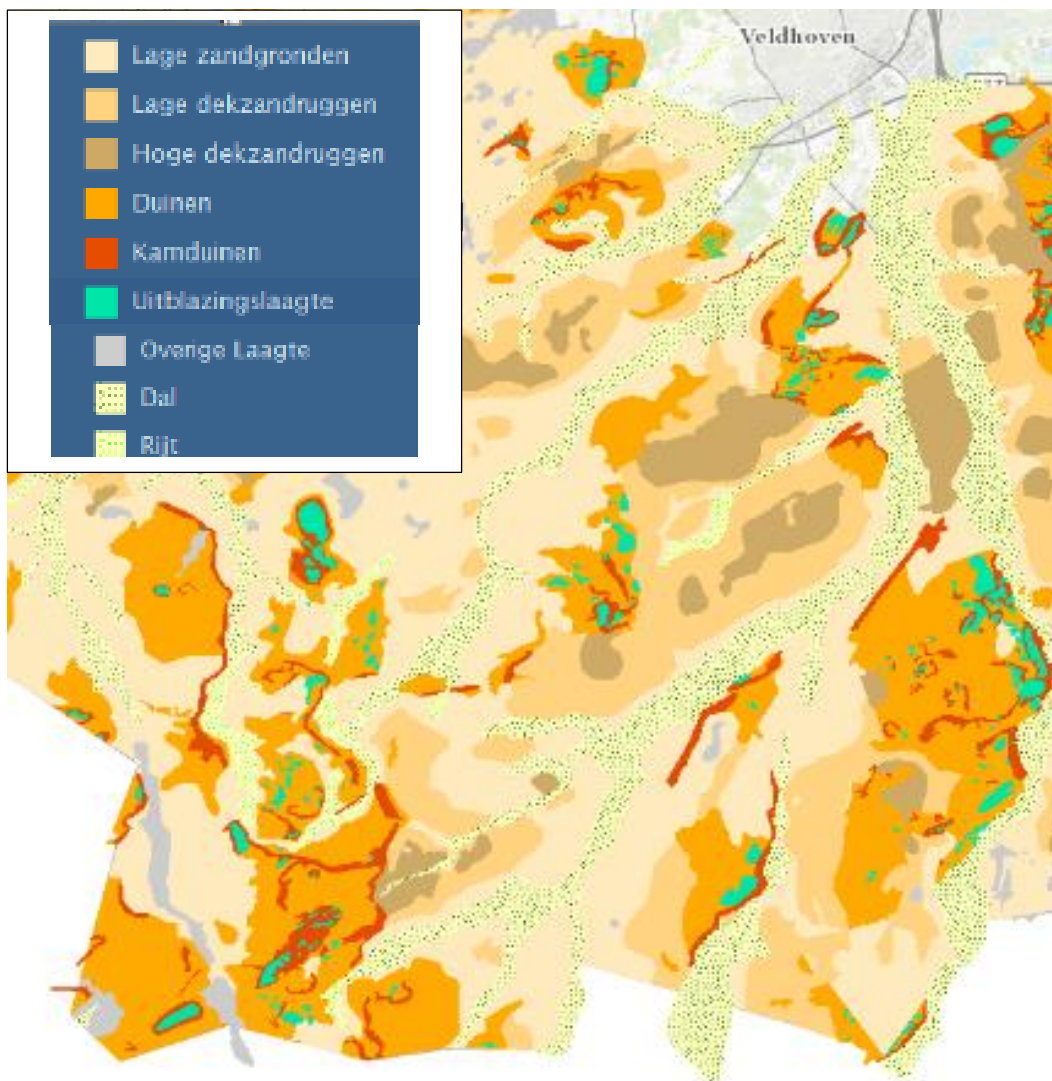 Lage zandgronden
Lage dekzandruggen
Hoge dekzandruggen
Duinen
Kamduinen
Uitblazingslaagte
Overige Laagte
Dal
Rijt
Veldhoven